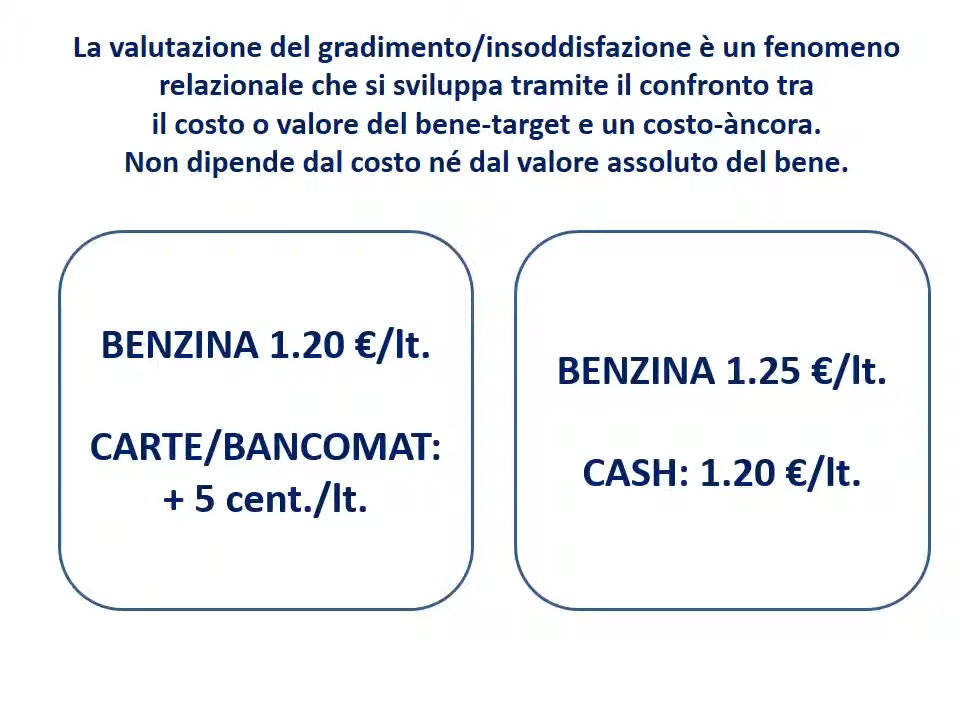 La valutazione del gradimento/insoddisfazione è un fenomeno
relazionale che si sviluppa tramite il confronto tra
il costo o valore del bene-target e un costo-àncora.
Non dipende dal costo né dal valore assoluto del bene.
BENZINA 1.20 €/lt.
CARTE/BANCOMAT:
+ 5 cent./lt.
BENZINA 1.25 €/lt.
CASH: 1.20 €/lt.